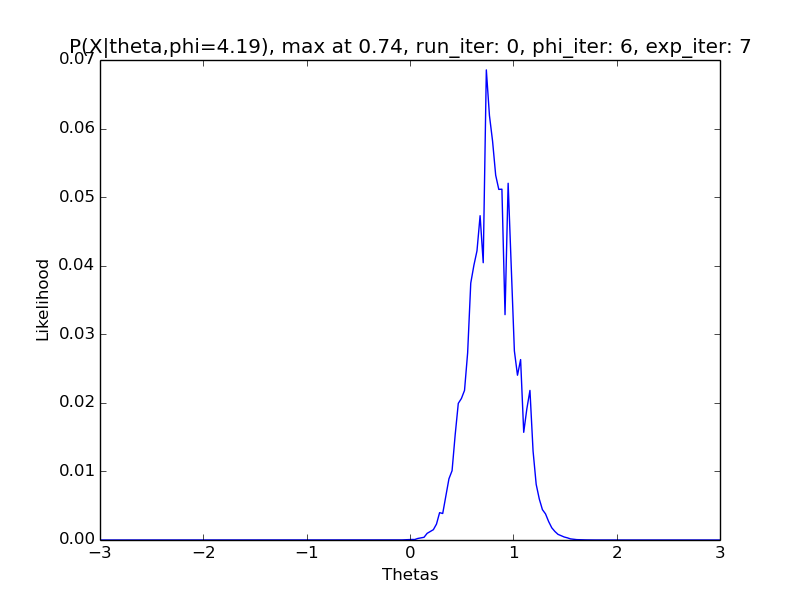 P(X|theta,phi=4.19), max at 0.74, run_iter: 0, phi_iter: 6, exp_iter: 7
0.07
0.06
0.05
0.04
0.03
0.02
0.01
0.00
Likelihood
−3 −2 −1 0 1 2 3
Thetas